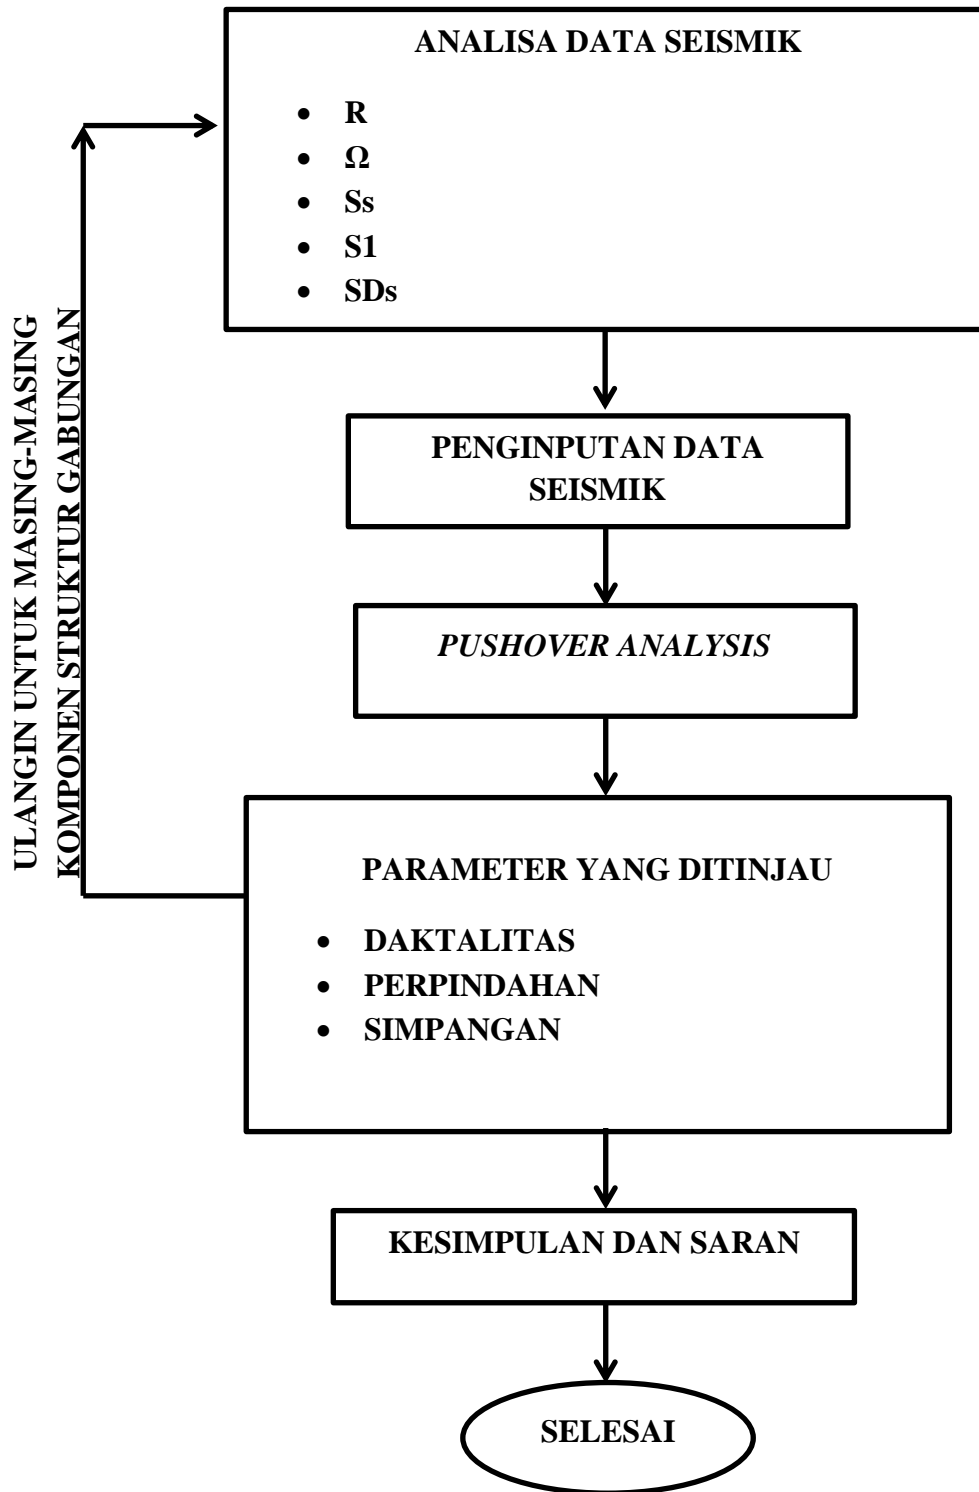 ANALISA DATA SEISMIK
• R
• Ω
• Ss
• S1
• SDs
ULANGIN UNTUK MASING-MASING
KOMPONEN STRUKTUR GABUNGAN
PENGINPUTAN DATA
SEISMIK
PUSHOVER ANALYSIS
PARAMETER YANG DITINJAU
• DAKTALITAS
• PERPINDAHAN
• SIMPANGAN
KESIMPULAN DAN SARAN
SELESAI